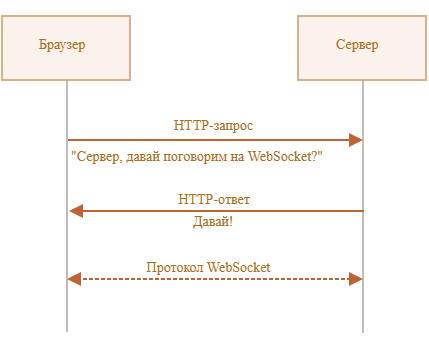 Браузер
Сервер
HTTP-запрос
"Сервер, давай поговорим на WebSocket?"
HTTP-ответ
Давай!
Протокол WebSocket